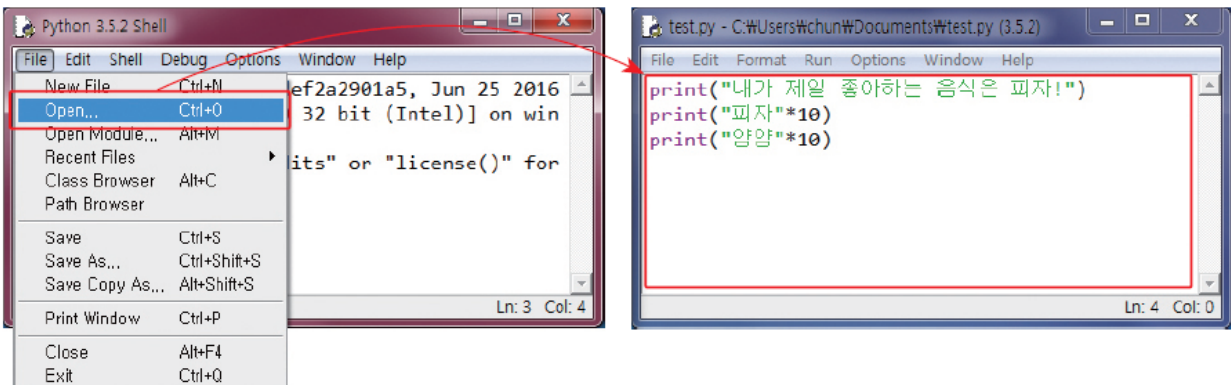 Python 3.5.2 Shell
File Edit Shell Debug Options Window Help
New File Ctrl+N
Open... Ctrl+O
Open Module... Alt+M
Recent Files
Class Browser Alt+C
Path Browser
Save Ctrl+S
Save As... Ctrl+Shift+S
Save Copy As... Alt+Shift+S
Print Window Ctrl+P
Close Alt+F4
Exit Ctrl+Q
ef2a2901a5, Jun 25 2016
32 bit (Intel)] on win
its" or "license()" for
Ln: 3 Col: 4
test.py - C:₩Users₩chun₩Documents₩test.py (3.5.2)
File Edit Format Run Options Window Help
print("내가 제일 좋아하는 음식은 피자!")
print("피자"*10)
print("얌얌"*10)
Ln: 4 Col: 0